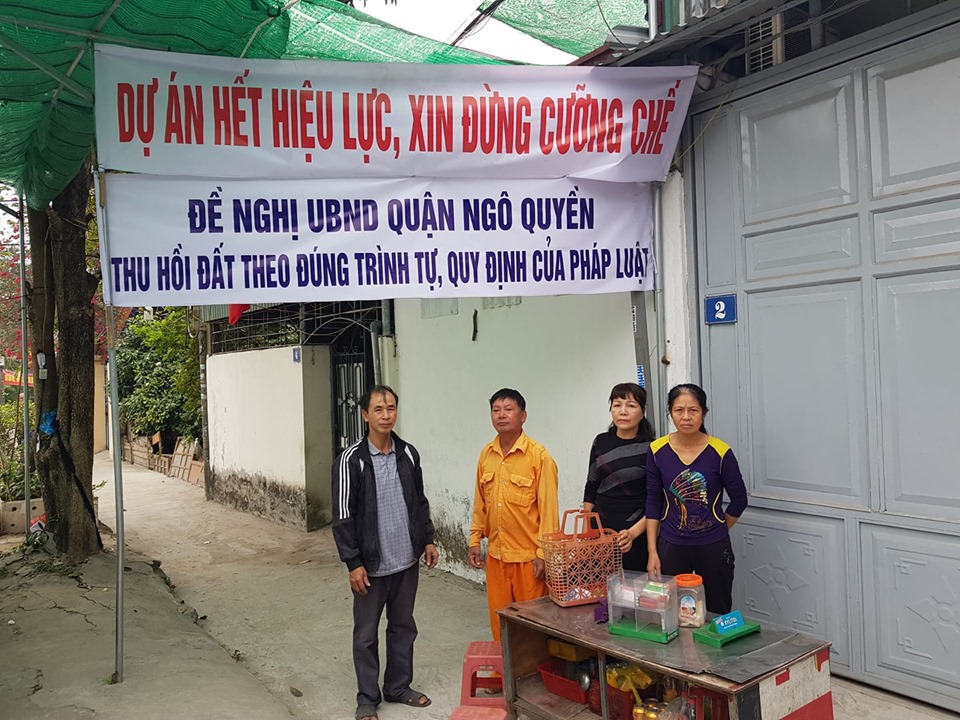 DỰ ÁN HẾT HIỆU LỰC, XIN ĐỪNG CƯỠNG CHẾ
ĐỀ NGHỊ UBND QUẬN NGÔ QUYỀN
THU HỒI ĐẤT THEO ĐÚNG TRÌNH TỰ, QUY ĐỊNH CỦA PHÁP LUẬT
2